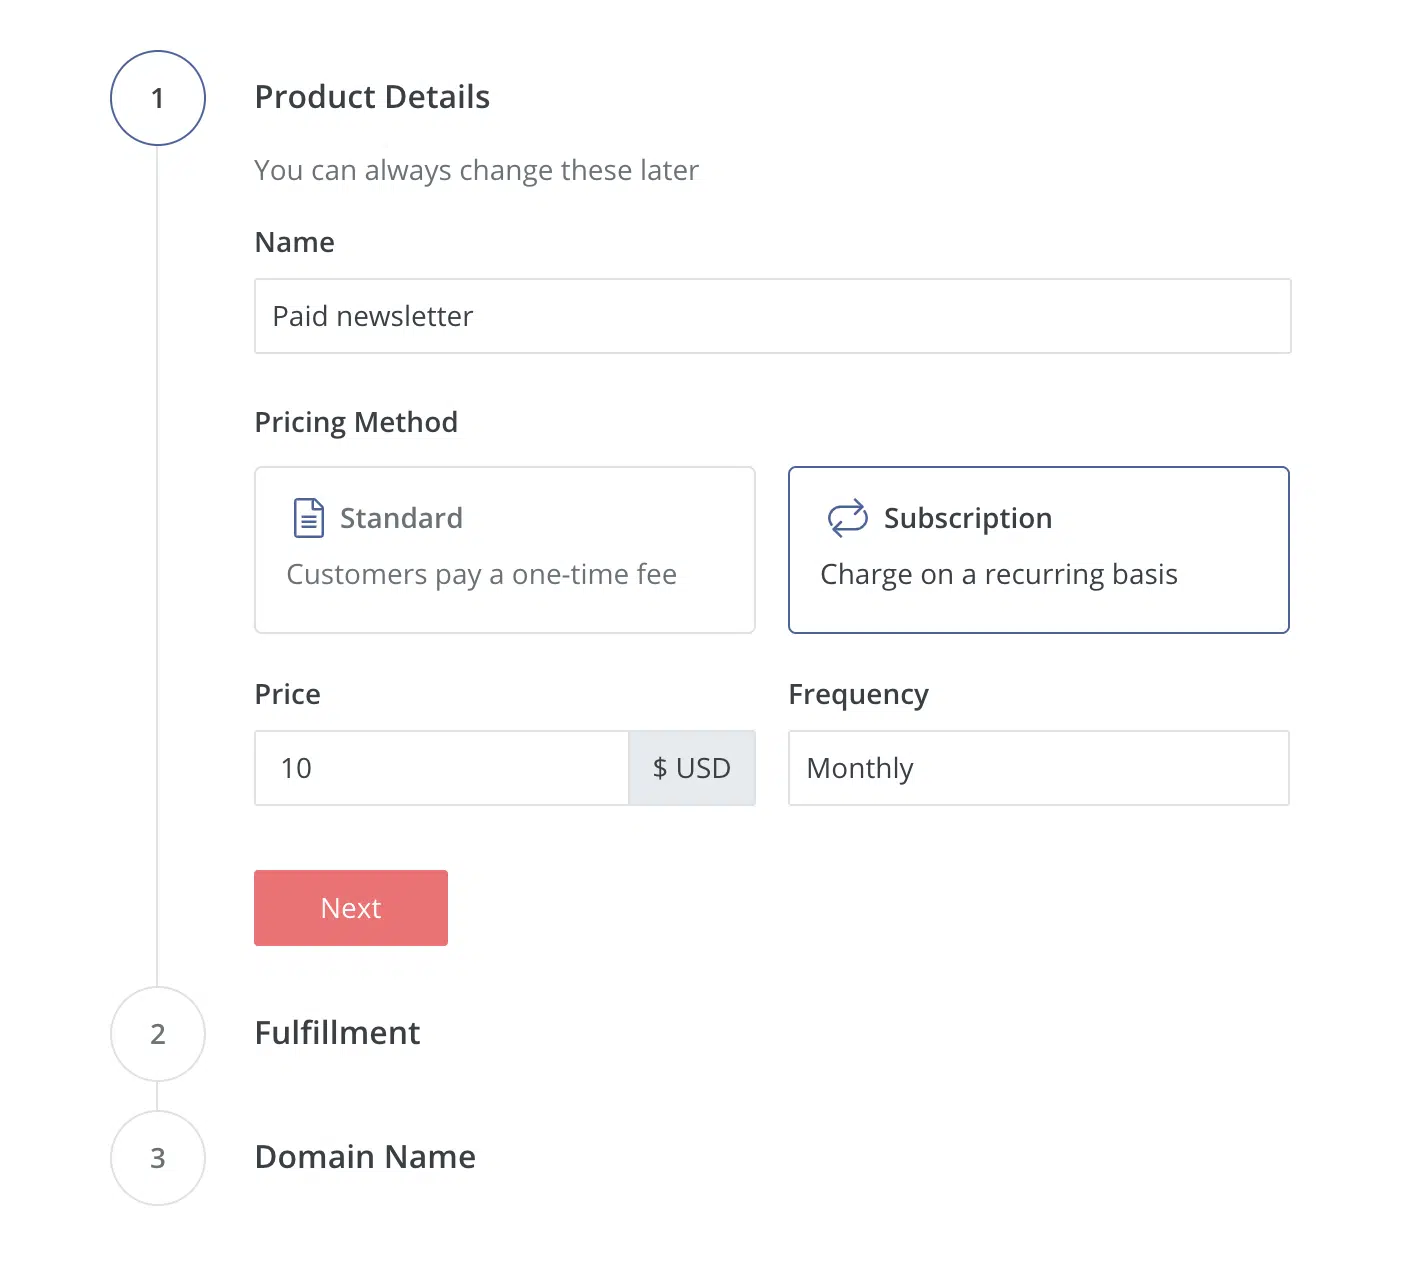 1
Product Details
You can always change these later
Name
Paid newsletter
Pricing Method
Standard
Customers pay a one-time fee
Subscription
Charge on a recurring basis
Price
10
$ USD
Frequency
Monthly
Next
2
Fulfillment
3
Domain Name